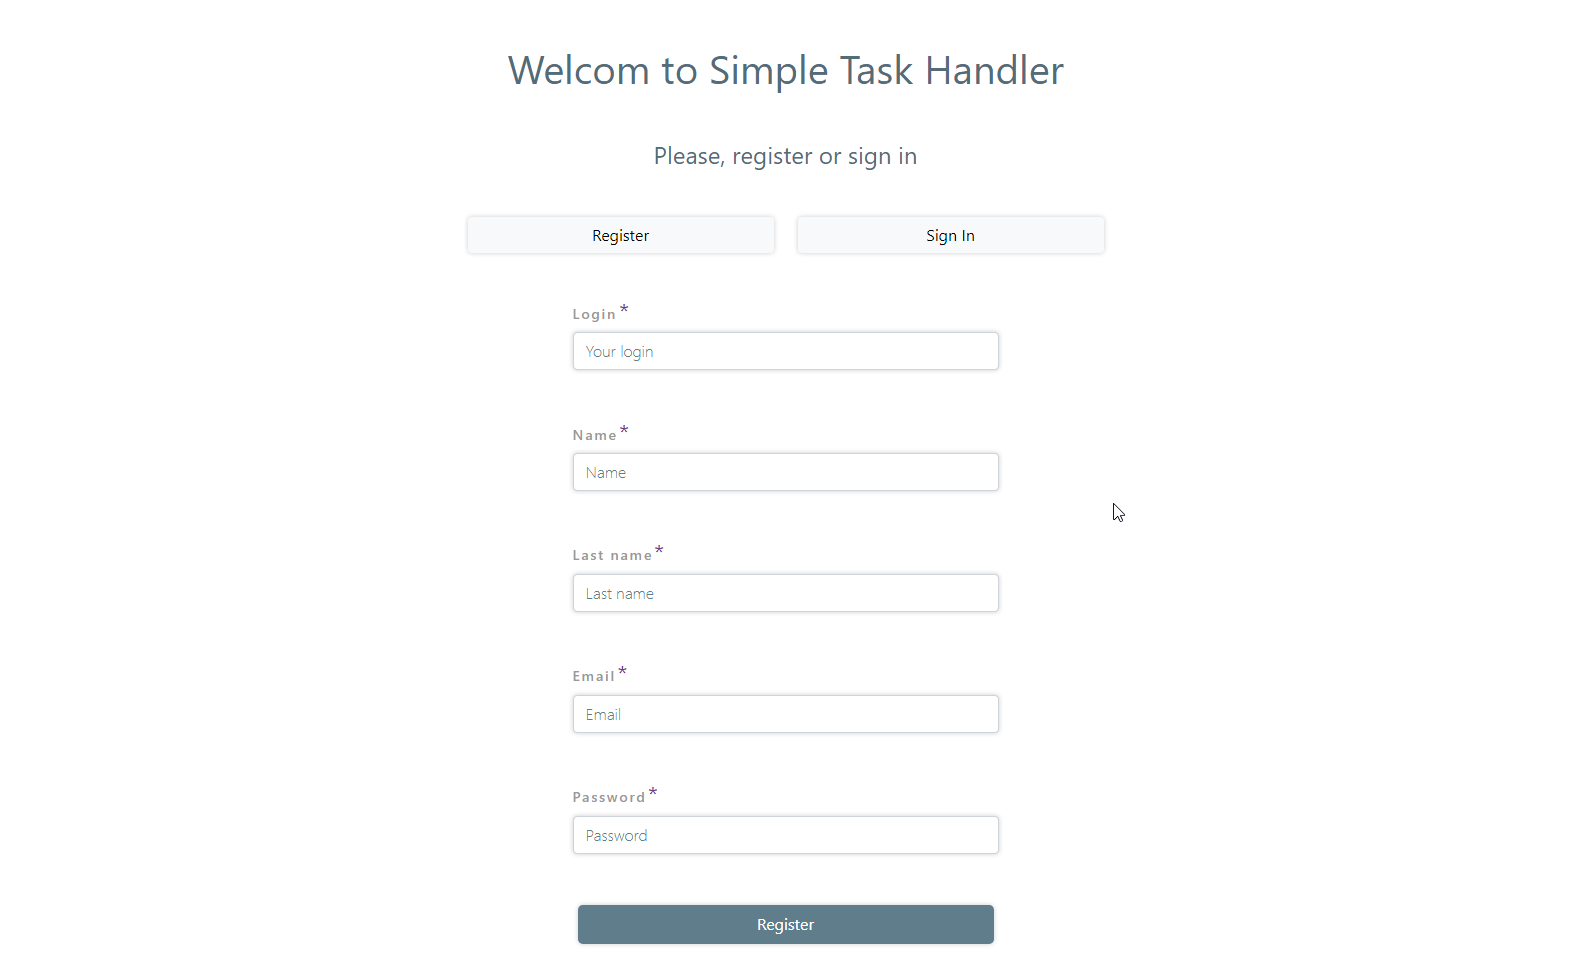 Welcom to Simple Task Handler
Please, register or sign in
Register
Sign In
Login*
Your login
Name*
Name
Last name*
Last name
Email*
Email
Password*
Password
Register